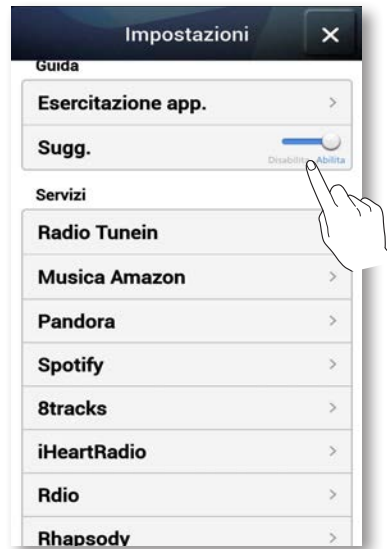 Impostazioni
Guida
Esercitazione app.
Sugg.
Disabilita Abilita
Servizi
Radio Tunein
Musica Amazon
Pandora
Spotify
8tracks
iHeartRadio
Rdio
Rhapsody